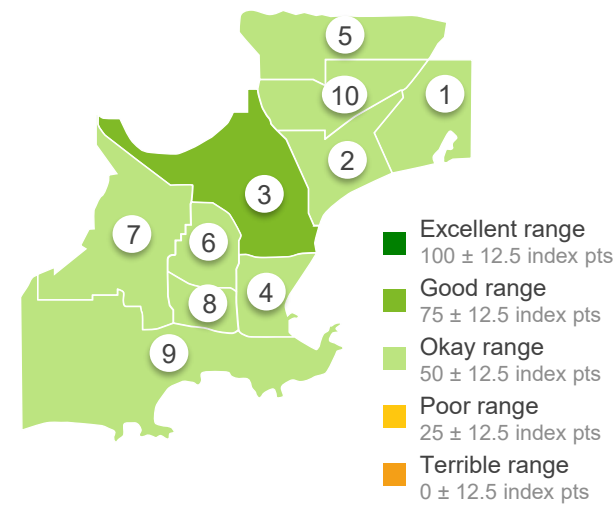 5
10
1
2
3
7
6
8
4
9
Excellent range
100 ± 12.5 index pts
Good range
75 ± 12.5 index pts
Okay range
50 ± 12.5 index pts
Poor range
25 ± 12.5 index pts
Terrible range
0 ± 12.5 index pts